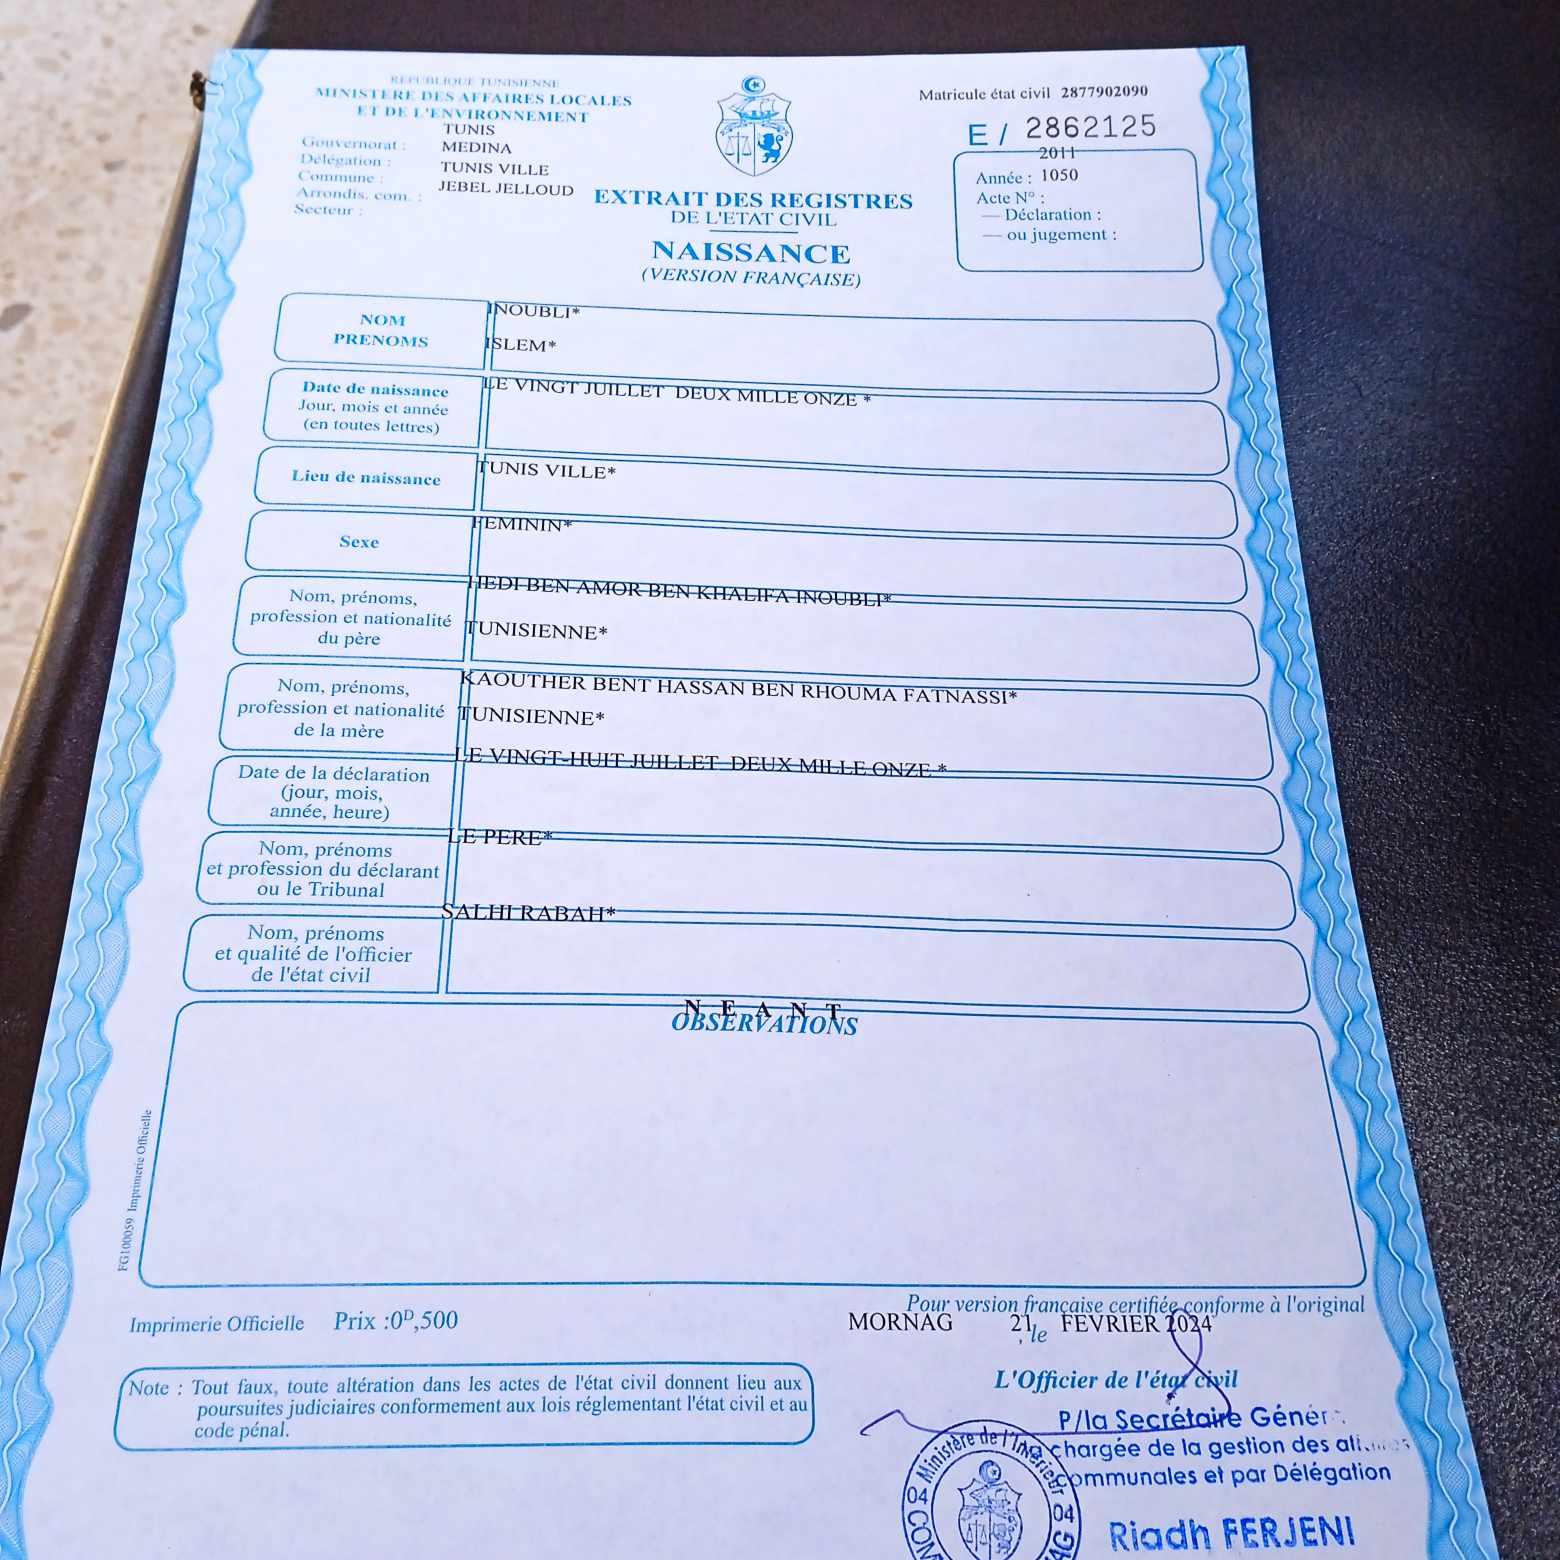 REPUBLIQUE TUNISIENNE
MINISTERE DES AFFAIRES LOCALES
ET DE L'ENVIRONNEMENT
TUNIS
Gouvernorat : MEDINA
Délégation :
Commune : TUNIS VILLE
Arrondis. com. : JEBEL JELLOUD
Secteur :
Matricule état civil 2877902090
E / 2862125
2011
Année : 1050
Acte N° :
— Déclaration :
— ou jugement :
EXTRAIT DES REGISTRES
DE L'ETAT CIVIL
NAISSANCE
(VERSION FRANÇAISE)
NOM
PRENOMS
INOUBLI*
ISLEM*
Date de naissance
Jour, mois et année
(en toutes lettres)
LE VINGT JUILLET DEUX MILLE ONZE *
Lieu de naissance
TUNIS VILLE*
Sexe
FEMININ*
Nom, prénoms,
profession et nationalité
du père
HEDI BEN AMOR BEN KHALIFA INOUBLI*
TUNISIENNE*
Nom, prénoms,
profession et nationalité
de la mère
KAOUTHER BENT HASSAN BEN RHOUMA FATNASSI*
TUNISIENNE*
Date de la déclaration
(jour, mois,
année, heure)
LE VINGT-HUIT JUILLET DEUX MILLE ONZE *
Nom, prénoms
et profession du déclarant
ou le Tribunal
LE PERE*
Nom, prénoms
et qualité de l'officier
de l'état civil
SALHI RABAH*
N E A N T
OBSERVATIONS
FG100059 Imprimerie Officielle
Imprimerie Officielle Prix :0ᴰ,500
Pour version française certifiée conforme à l'original
MORNAG 21 FEVRIER 2024
, le
L'Officier de l'état civil
Note : Tout faux, toute altération dans les actes de l'état civil donnent lieu aux
poursuites judiciaires conformement aux lois réglementant l'état civil et au
code pénal.
P/la Secrétaire Génér
chargée de la gestion des
Communales et par Délégation
Riadh FERJENI
Ministère de l'Intérieur
04 04